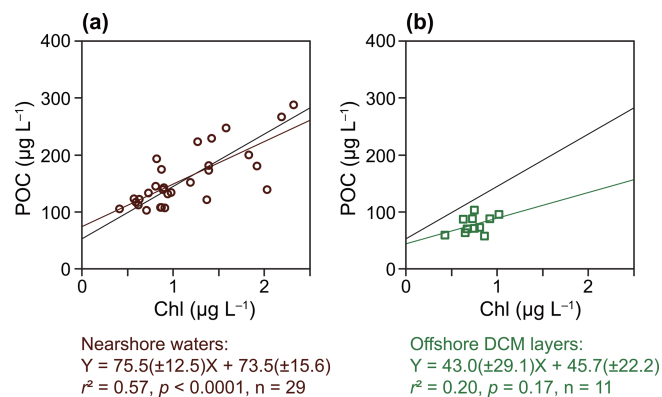 (a)
(b)
400
300
200
100
0
POC (µg L⁻¹)
0
1
2
Chl (µg L⁻¹)
400
300
200
100
0
POC (µg L⁻¹)
0
1
2
Chl (µg L⁻¹)
Nearshore waters:
Y = 75.5(±12.5)X + 73.5(±15.6)
r² = 0.57, p < 0.0001, n = 29
Offshore DCM layers:
Y = 43.0(±29.1)X + 45.7(±22.2)
r² = 0.20, p = 0.17, n = 11